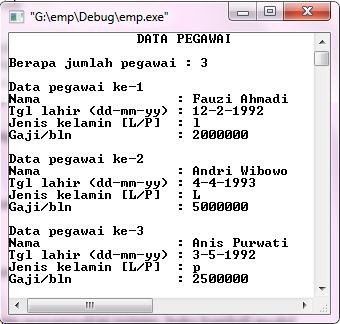 "G:\emp\Debug\emp.exe"
DATA PEGAWAI
Berapa jumlah pegawai : 3
Data pegawai ke-1
Nama : Fauzi Ahmadi
Tgl lahir (dd-mm-yy) : 12-2-1992
Jenis kelamin [L/P] : l
Gaji/bln : 2000000
Data pegawai ke-2
Nama : Andri Wibowo
Tgl lahir (dd-mm-yy) : 4-4-1993
Jenis kelamin [L/P] : L
Gaji/bln : 5000000
Data pegawai ke-3
Nama : Anis Purwati
Tgl lahir (dd-mm-yy) : 3-5-1992
Jenis kelamin [L/P] : p
Gaji/bln : 2500000